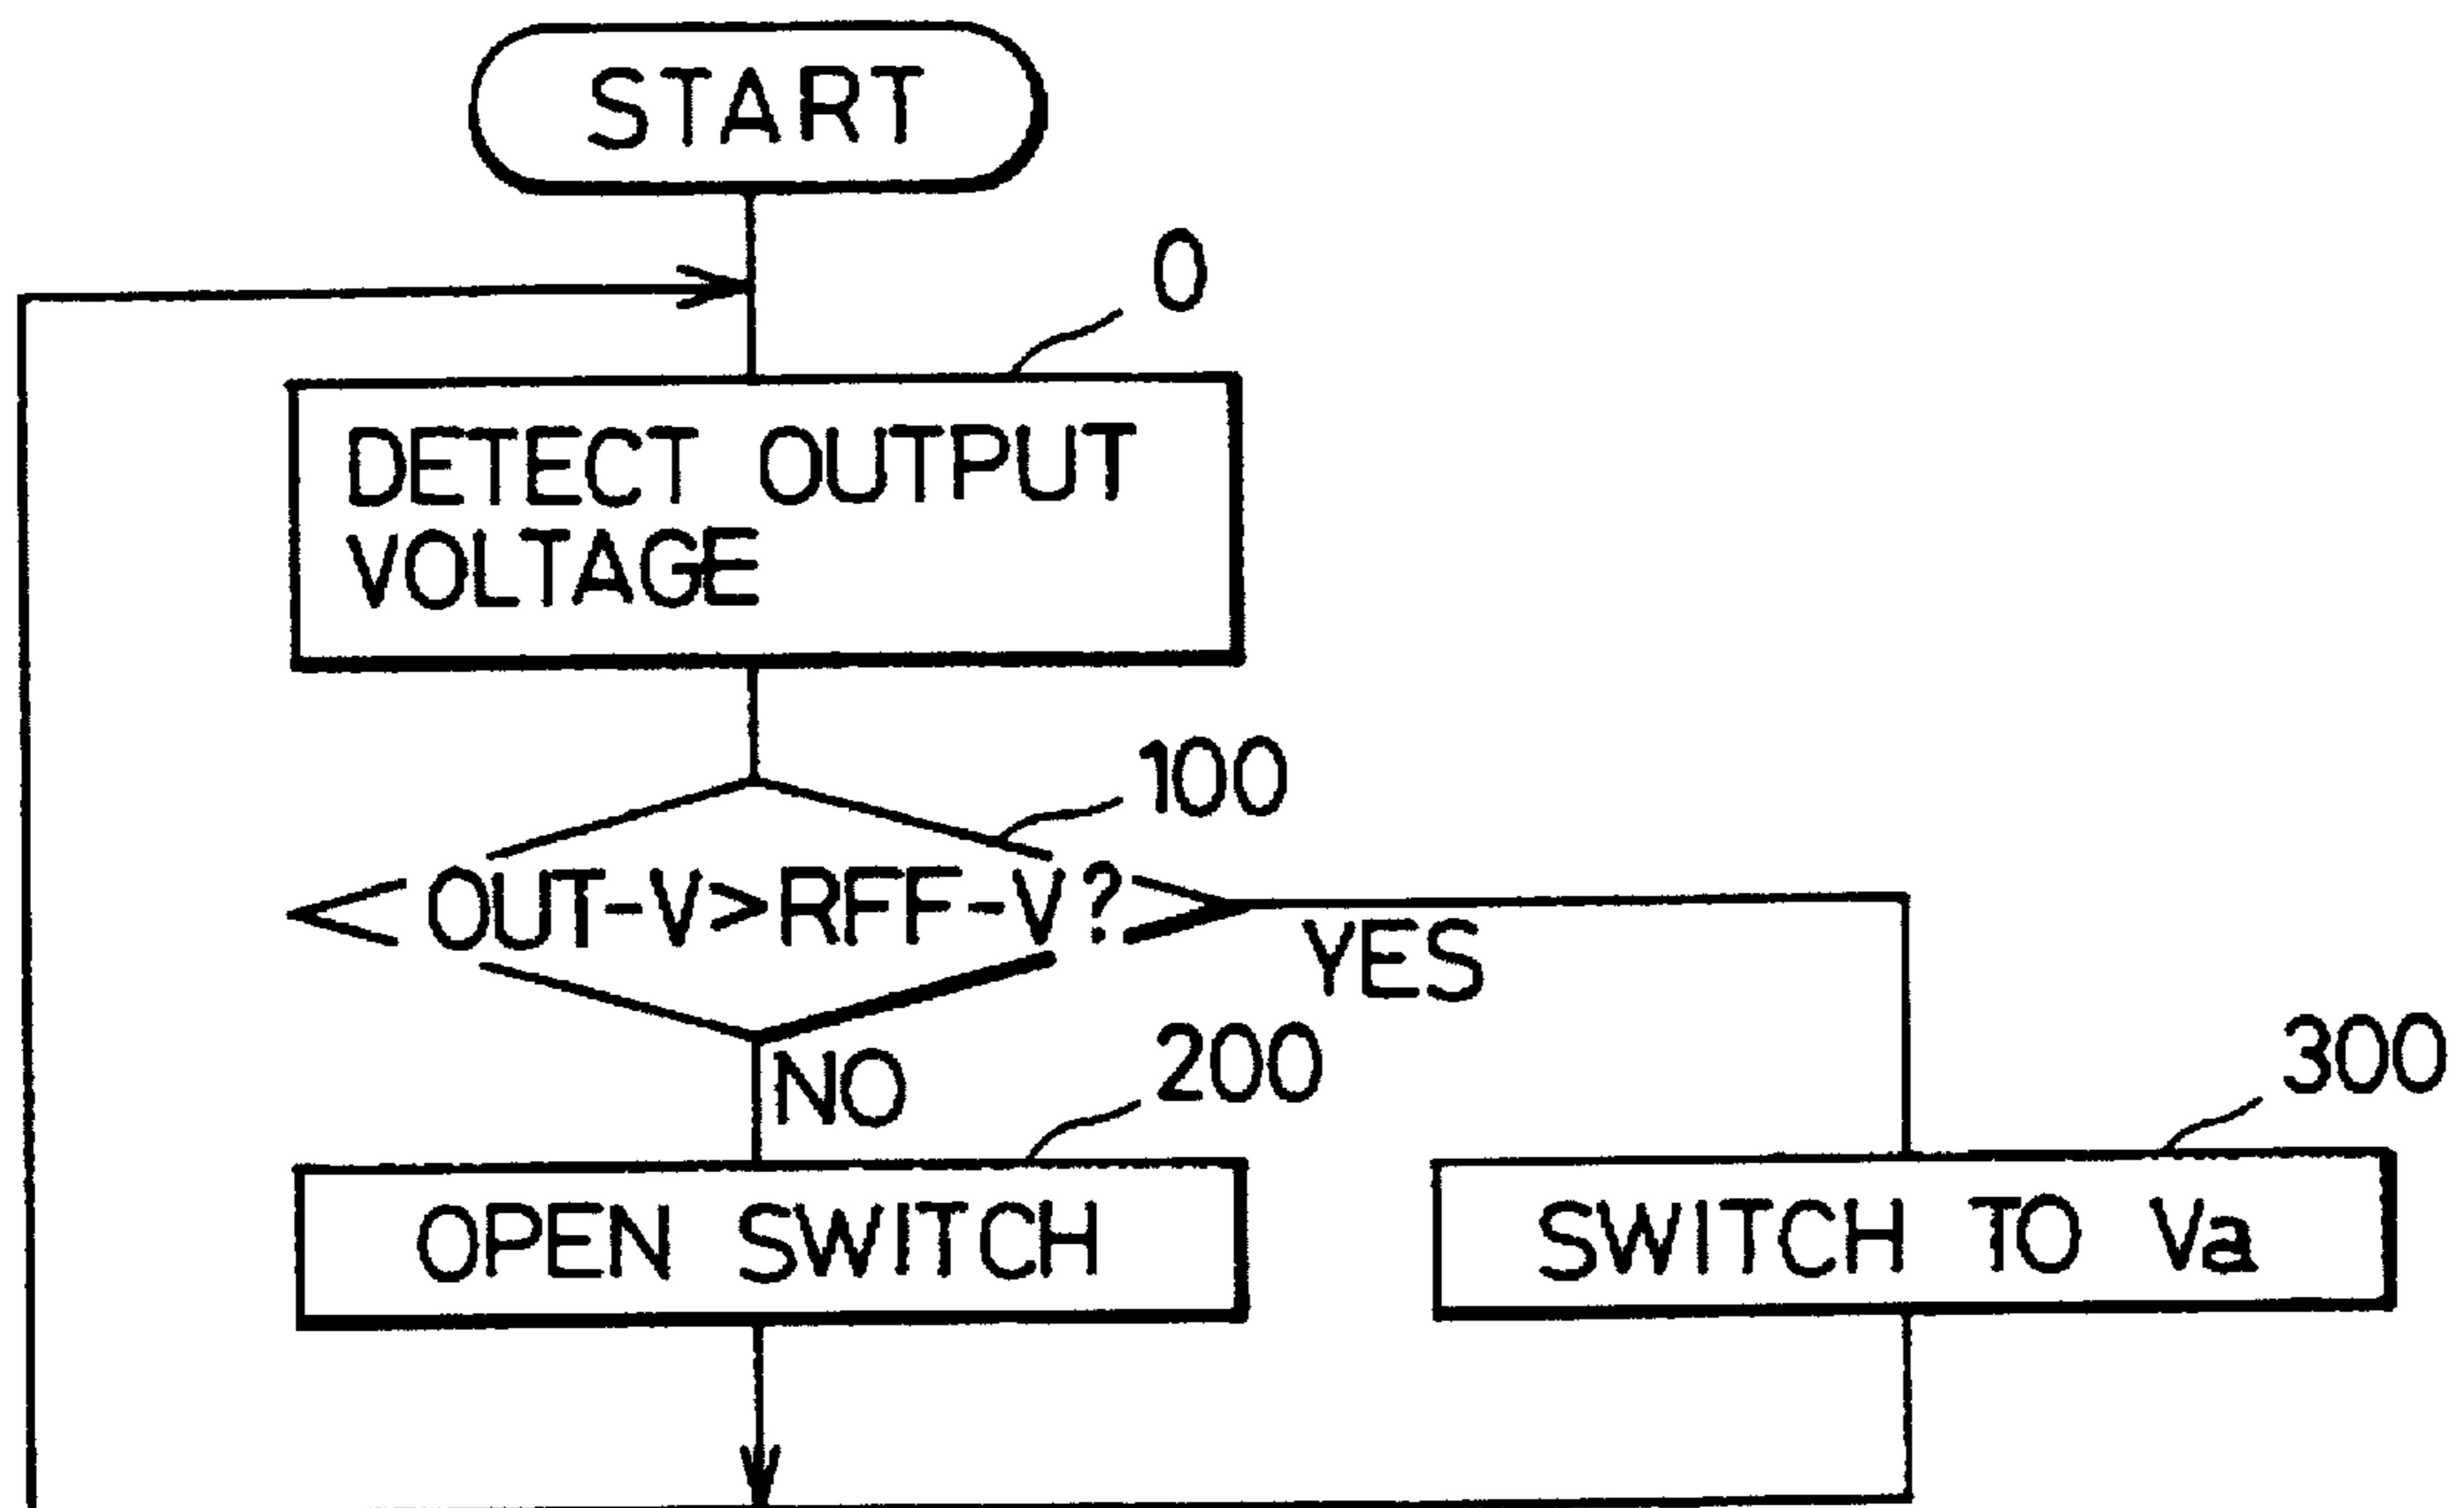 START
0
DETECT OUTPUT
VOLTAGE
100
OUT-V>RFF-V?
YES
NO
200
300
OPEN SWITCH
SWITCH TO Va